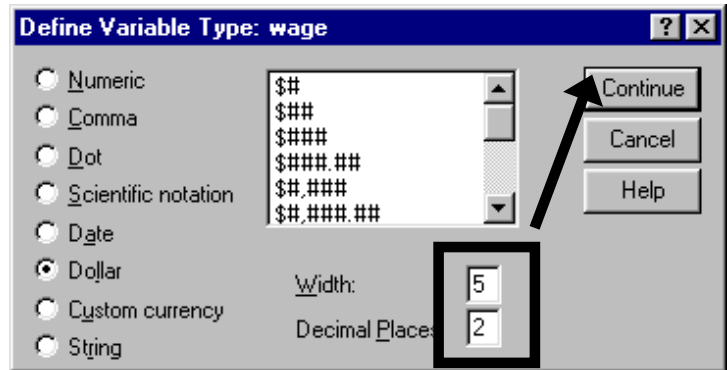 Define Variable Type: wage
? ×
Numeric
Comma
Dot
Scientific notation
Date
Dollar
Custom currency
String
$#
$##
$###
$###.##
$#,###
$#,###.##
Width: 5
Decimal Place 2
Continue
Cancel
Help